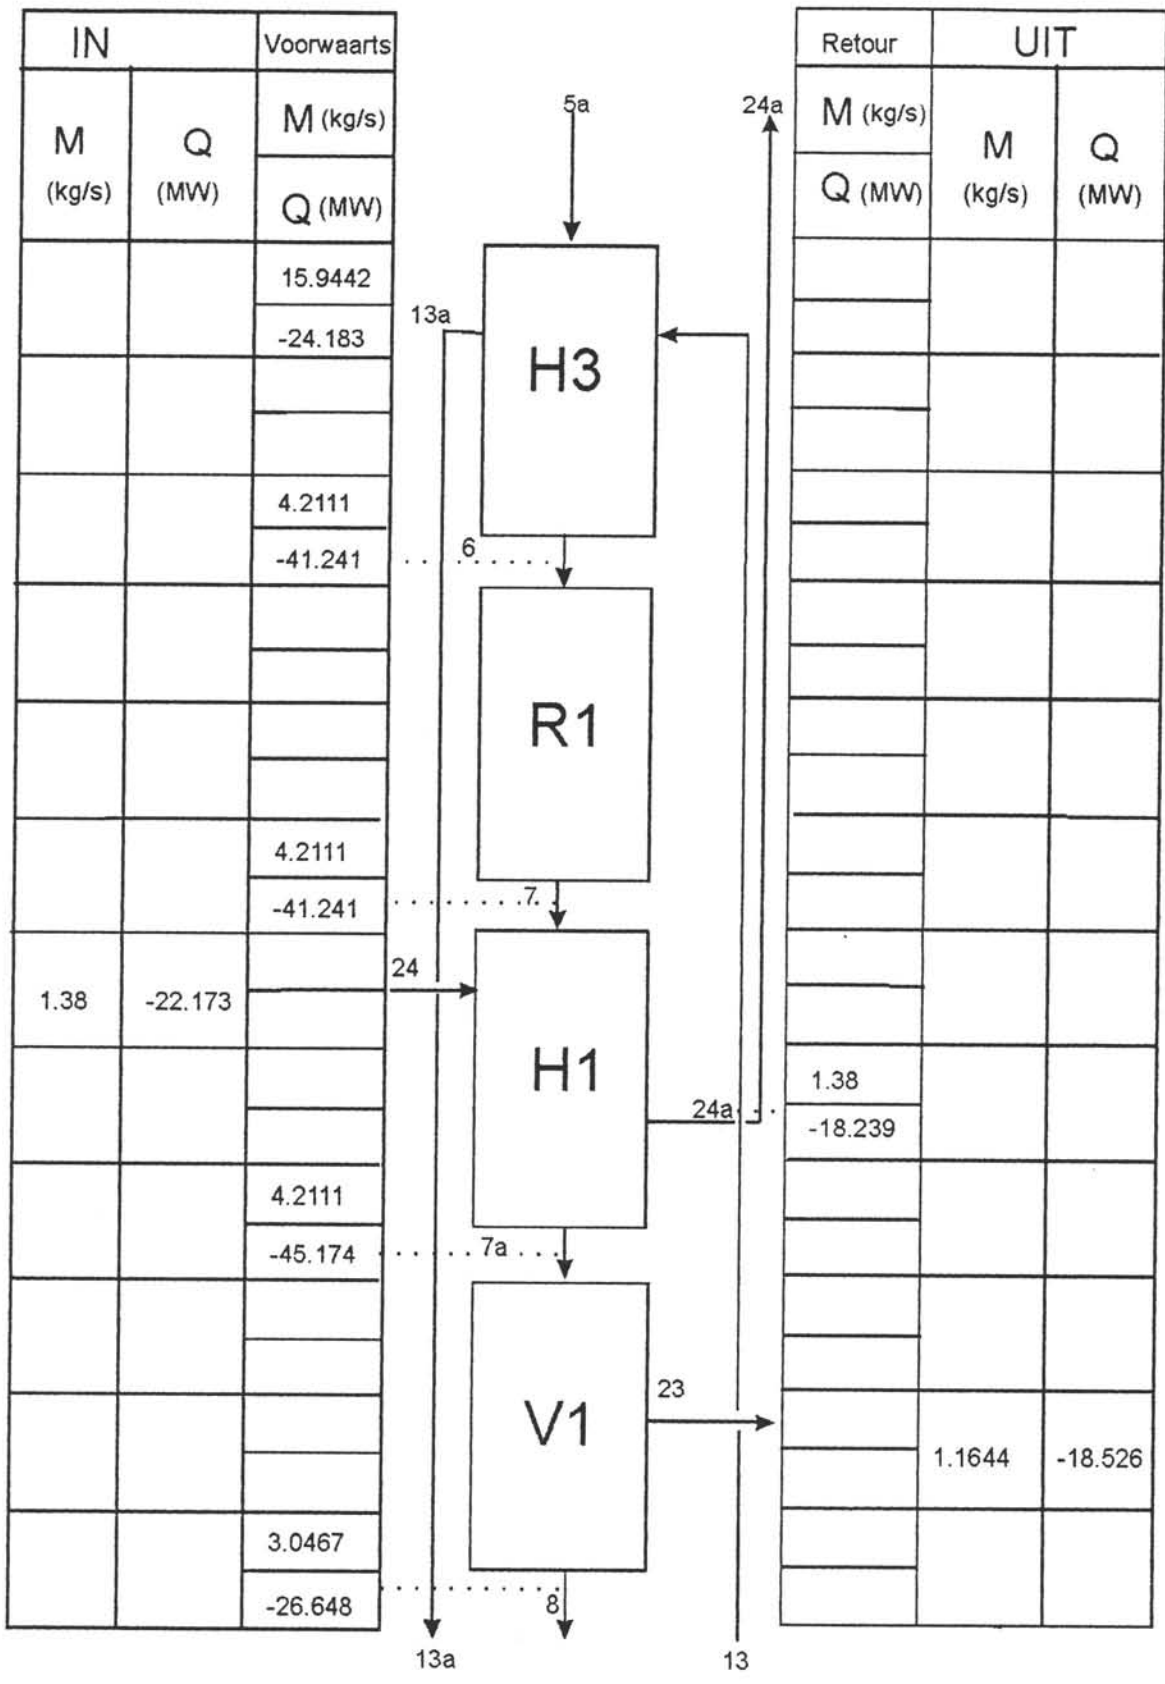 IN
Voorwaarts
M
(kg/s)
Q
(MW)
M (kg/s)
Q (MW)
5a
24a
Retour
UIT
M (kg/s)
Q (MW)
M
(kg/s)
Q
(MW)
15.9442
-24.183
13a
H3
4.2111
-41.241
6
R1
4.2111
-41.241
7
1.38
-22.173
24
H1
24a
1.38
-18.239
4.2111
-45.174
7a
V1
23
1.1644
-18.526
3.0467
-26.648
8
13a
13